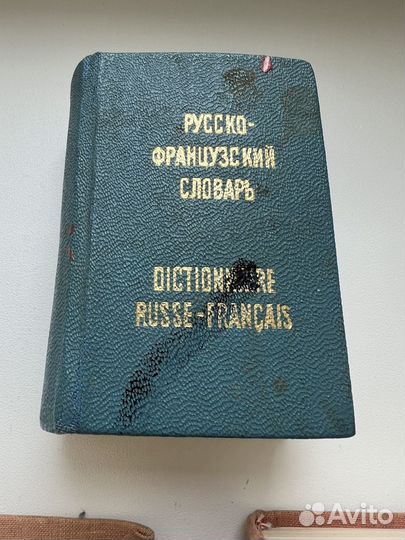 РУССКО-
ФРАНЦУЗСКИЙ
СЛОВАРЬ
DICTIONNAIRE
RUSSE-FRANÇAIS
Avito